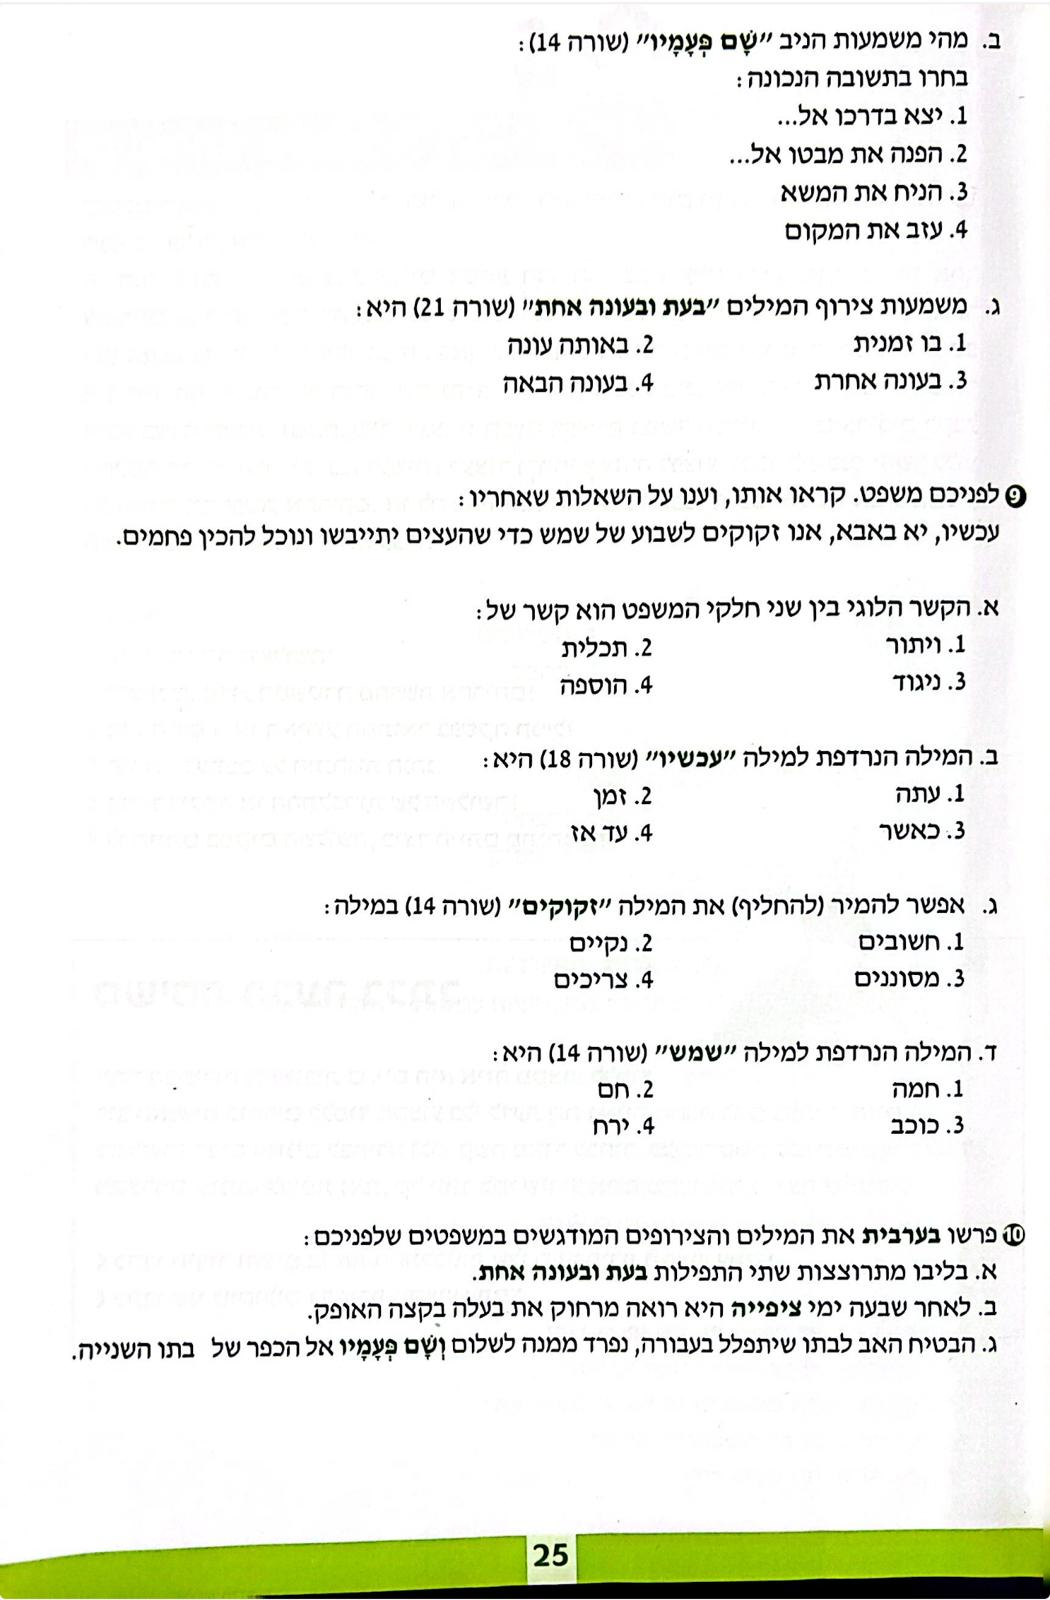 ב. מהי משמעות הניב "שָׂם פְּעָמָיו" (שורה 14):
בחרו בתשובה הנכונה:
1. יצא בדרכו אל...
2. הפנה את מבטו אל...
3. הניח את המשא
4. עזב את המקום
ג. משמעות צירוף המילים "בעת ובעונה אחת" (שורה 21) היא:
1. בו זמנית 2. באותה עונה
3. בעונה אחרת 4. בעונה הבאה
9 לפניכם משפט. קראו אותו, וענו על השאלות שאחריו:
עכשיו, יא באבא, אנו זקוקים לשבוע של שמש כדי שהעצים יתייבשו ונוכל להכין פחמים.
א. הקשר הלוגי בין שני חלקי המשפט הוא קשר של:
1. ויתור 2. תכלית
3. ניגוד 4. הוספה
ב. המילה הנרדפת למילה "עכשיו" (שורה 18) היא:
1. עתה 2. זמן
3. כאשר 4. עד אז
ג. אפשר להמיר (להחליף) את המילה "זקוקים" (שורה 14) במילה:
1. חשובים 2. נקיים
3. מסוננים 4. צריכים
ד. המילה הנרדפת למילה "שמש" (שורה 14) היא:
1. חמה 2. חם
3. כוכב 4. ירח
10 פרשו בערבית את המילים והצירופים המודגשים במשפטים שלפניכם:
א. בליבו מתרוצצות שתי התפילות בעת ובעונה אחת.
ב. לאחר שבעה ימי ציפייה היא רואה מרחוק את בעלה בקצה האופק.
ג. הבטיח האב לבתו שיתפלל בעבורה, נפרד ממנה לשלום וְשָׂם פְּעָמָיו אל הכפר של בתו השנייה.
25